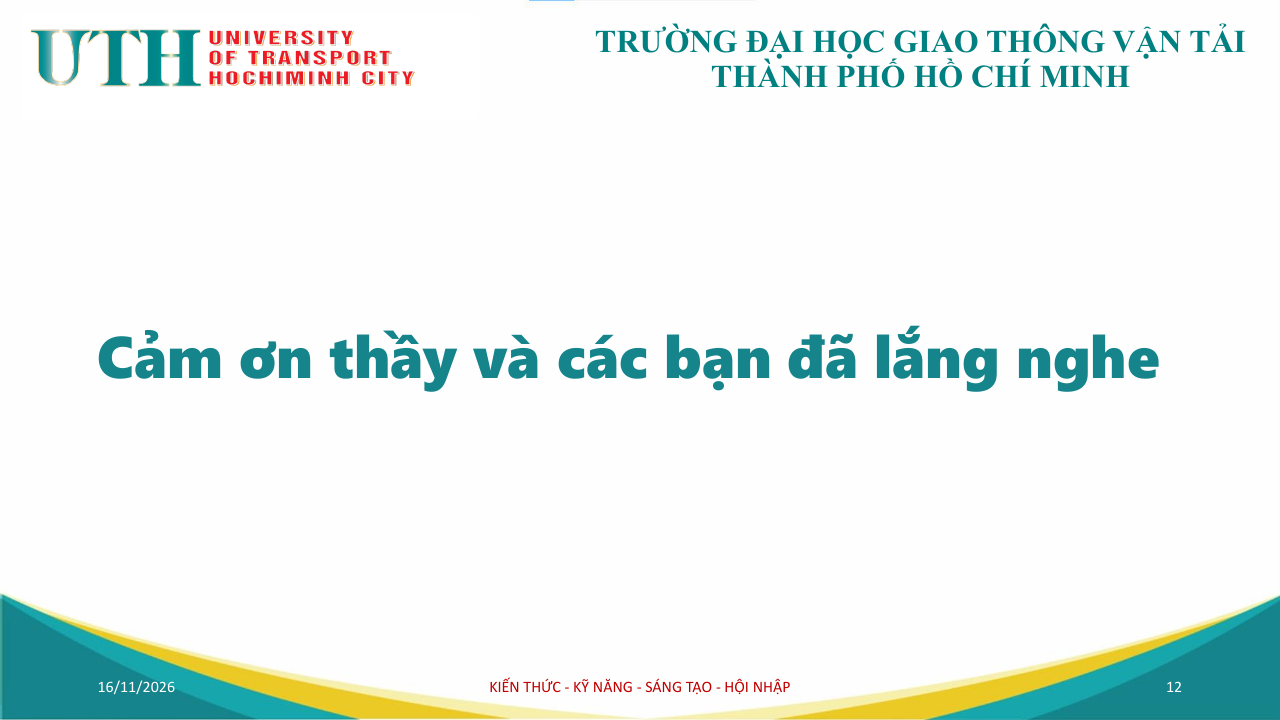 UTH
UNIVERSITY
OF TRANSPORT
HOCHIMINH CITY
TRƯỜNG ĐẠI HỌC GIAO THÔNG VẬN TẢI
THÀNH PHỐ HỒ CHÍ MINH
Cảm ơn thầy và các bạn đã lắng nghe
16/11/2026
KIẾN THỨC - KỸ NĂNG - SÁNG TẠO - HỘI NHẬP
12